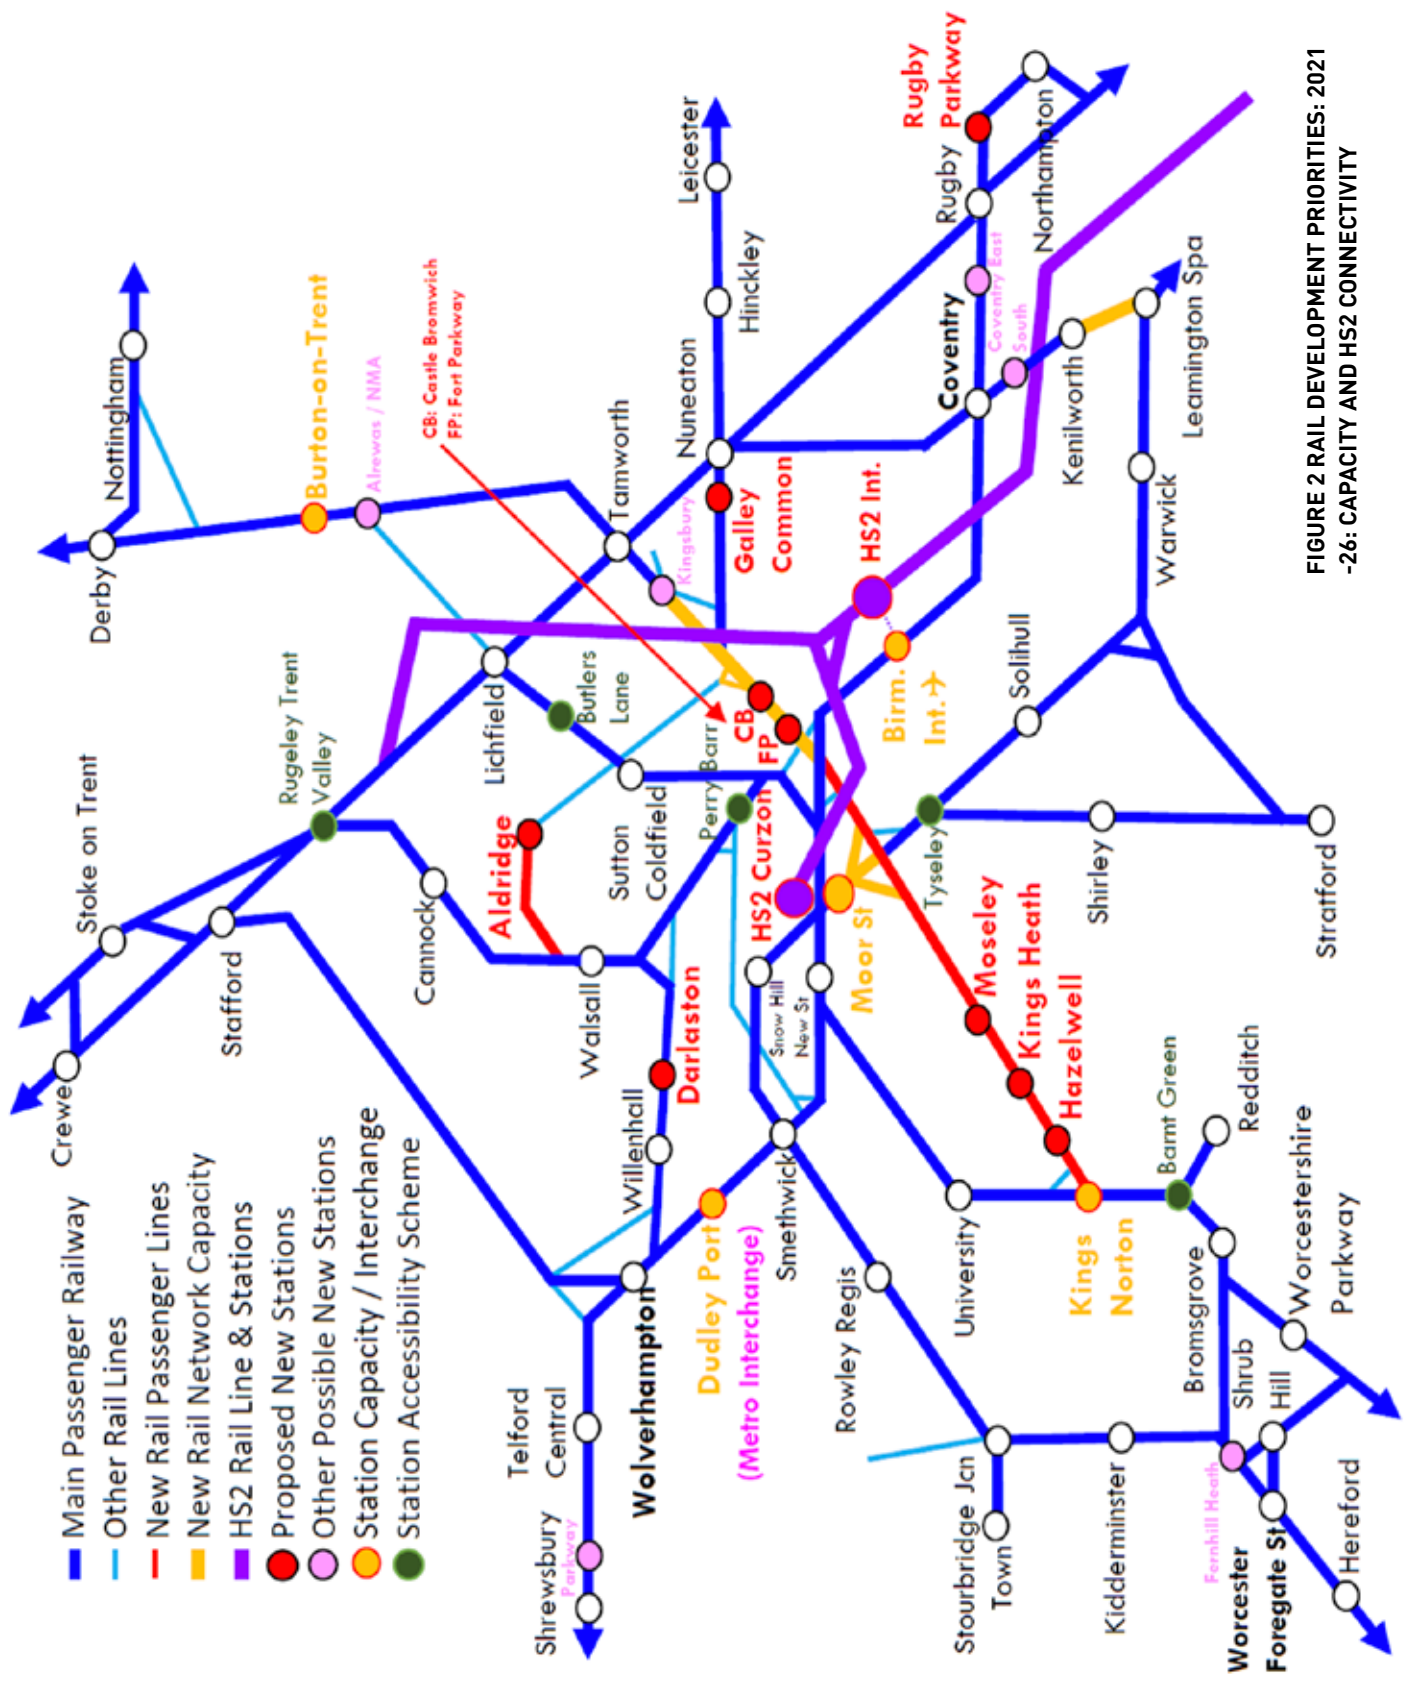 Main Passenger Railway
Other Rail Lines
New Rail Passenger Lines
New Rail Network Capacity
HS2 Rail Line & Stations
Proposed New Stations
Other Possible New Stations
Station Capacity / Interchange
Station Accessibility Scheme
Crewe
Stoke on Trent
Stafford
Rugeley Trent
Valley
Derby
Nottingham
Burton-on-Trent
Alrewas / NMA
CB: Castle Bromwich
FP: Fort Parkway
Cannock
Lichfield
Butlers
Lane
Tamworth
Kingsbury
Aldridge
Sutton
Coldfield
Walsall
Perry Barr
CB
FP
Nuneaton
Hinckley
Leicester
Galley
Common
Shrewsbury
Parkway
Telford
Central
Wolverhampton
Willenhall
Darlaston
Dudley Port
(Metro Interchange)
Smethwick
Snow Hill
New St
HS2 Curzon
Moor St
HS2 Int.
Birm.
Int.
Coventry
Coventry East
South
Rugby
Rugby
Parkway
Northampton
Kenilworth
Leamington Spa
Warwick
Solihull
Tyseley
Shirley
Stratford
Moseley
Kings Heath
Hazelwell
Rowley Regis
University
Kings
Norton
Barnt Green
Redditch
Bromsgrove
Worcestershire
Parkway
Shrub
Hill
Stourbridge Jcn
Town
Kidderminster
Fernhill Heath
Worcester
Foregate St
Hereford
FIGURE 2 RAIL DEVELOPMENT PRIORITIES: 2021
-26: CAPACITY AND HS2 CONNECTIVITY